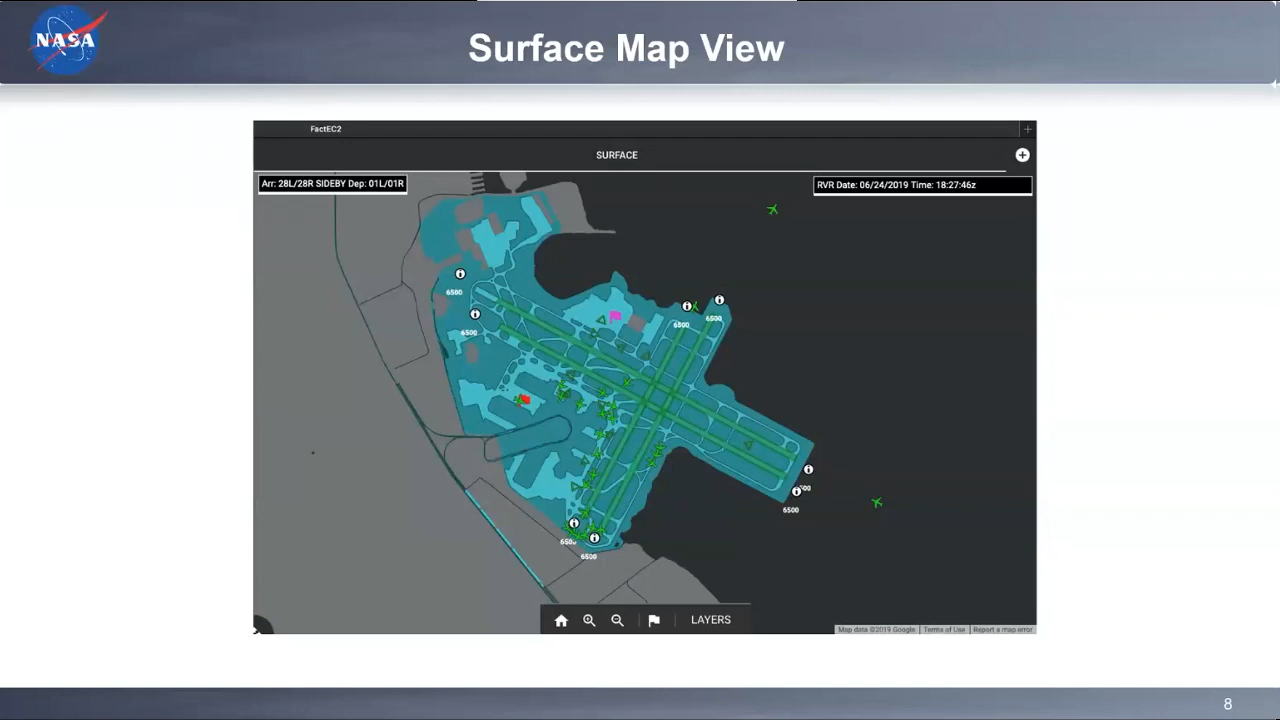 NASA
Surface Map View
FactEC2
SURFACE
Arr: 28L/28R SIDEBY Dep: 01L/01R
RVR Date: 06/24/2019 Time: 18:27:46z
6500
6500
6500
6500
6500
6500
6500
LAYERS
Map data ©2019 Google
Terms of Use
Report a map error
8